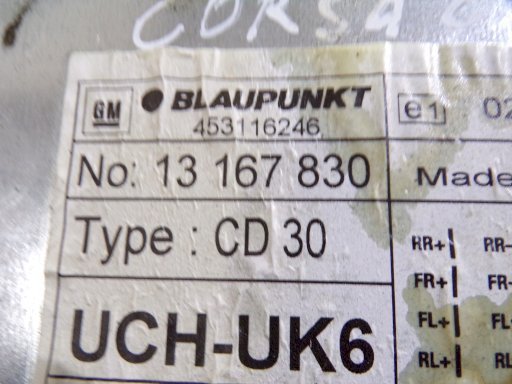 CORSA C
GM BLAUPUNKT e1 02
453116246
No: 13 167 830 Made
Type : CD 30
RR+ RR-
FR+ FR-
UCH-UK6 FL+ FL-
RL+ RL